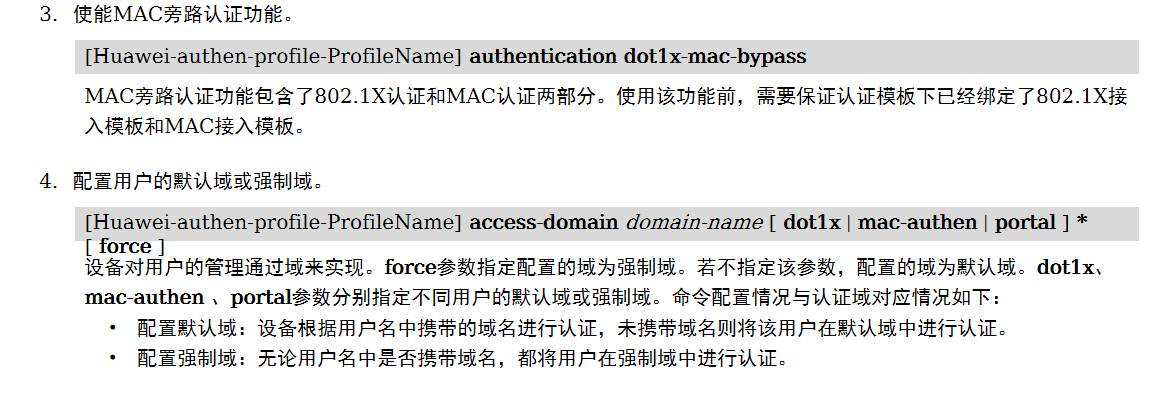 3. 使能MAC旁路认证功能。
[Huawei-authen-profile-ProfileName] authentication dot1x-mac-bypass
MAC旁路认证功能包含了802.1X认证和MAC认证两部分。使用该功能前，需要保证认证模板下已经绑定了802.1X接
入模板和MAC接入模板。
4. 配置用户的默认域或强制域。
[Huawei-authen-profile-ProfileName] access-domain domain-name [ dot1x | mac-authen | portal ] *
[ force ]
设备对用户的管理通过域来实现。force参数指定配置的域为强制域。若不指定该参数，配置的域为默认域。dot1x、
mac-authen 、portal参数分别指定不同用户的默认域或强制域。命令配置情况与认证域对应情况如下：
• 配置默认域：设备根据用户名中携带的域名进行认证，未携带域名则将该用户在默认域中进行认证。
• 配置强制域：无论用户名中是否携带域名，都将用户在强制域中进行认证。